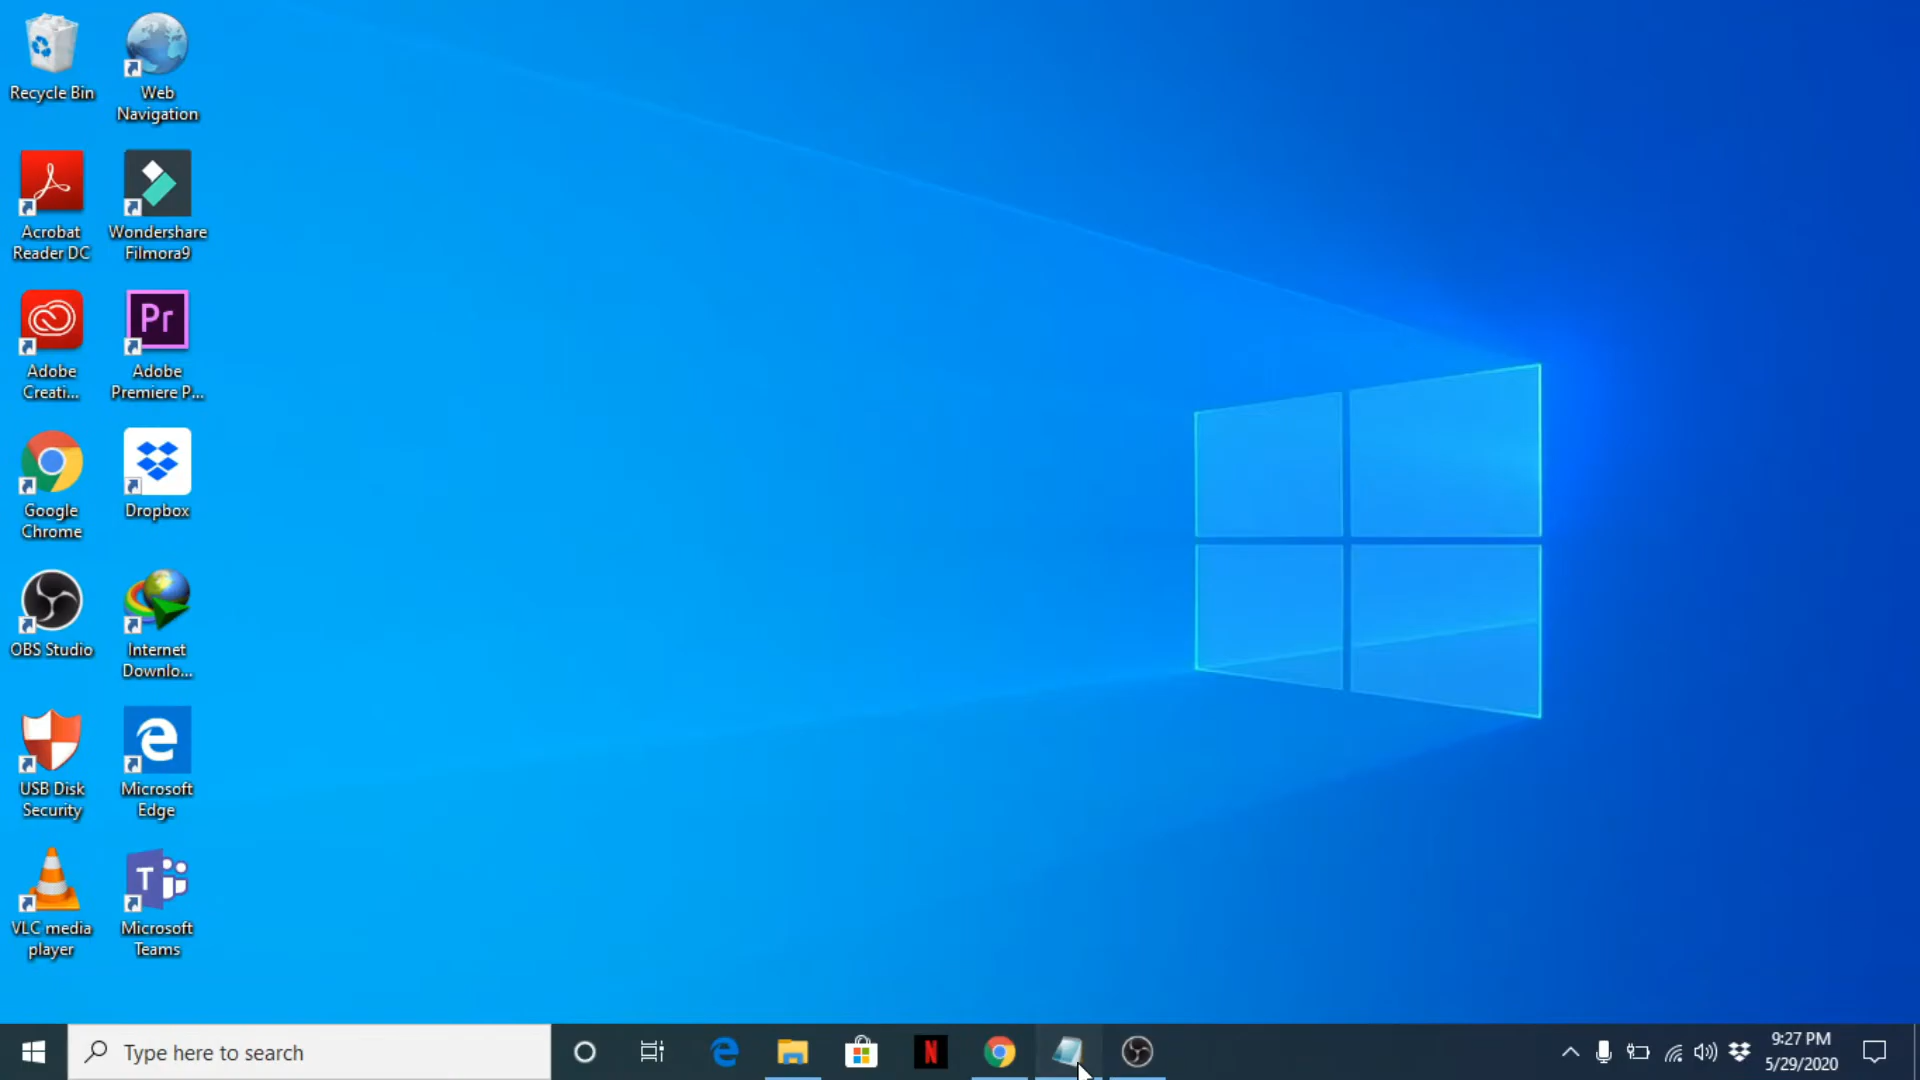 Recycle Bin
Web
Navigation
Acrobat
Reader DC
Wondershare
Filmora9
Adobe
Creati...
Pr
Adobe
Premiere P...
Google
Chrome
Dropbox
OBS Studio
Internet
Downlo...
USB Disk
Security
Microsoft
Edge
VLC media
player
T
Microsoft
Teams
Type here to search
N
9:27 PM
5/29/2020